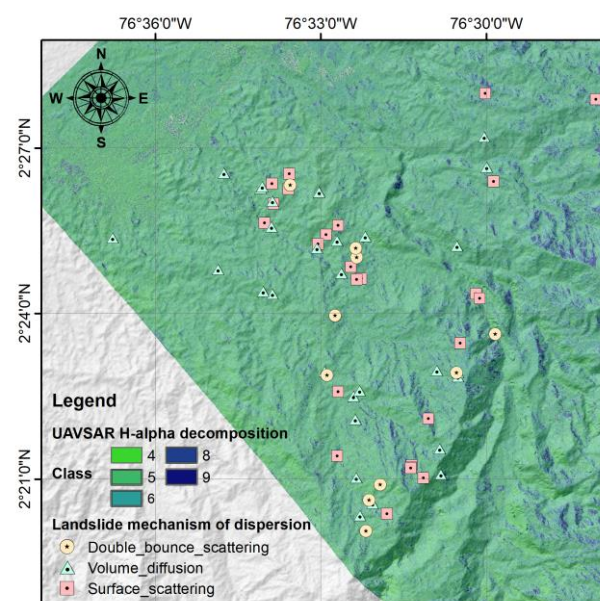 76°36'0"W 76°33'0"W 76°30'0"W
N
W E
S
2°27'0"N
2°24'0"N
2°21'0"N
Legend
UAVSAR H-alpha decomposition
Class
4 8
5 9
6
Landslide mechanism of dispersion
Double_bounce_scattering
Volume_diffusion
Surface_scattering